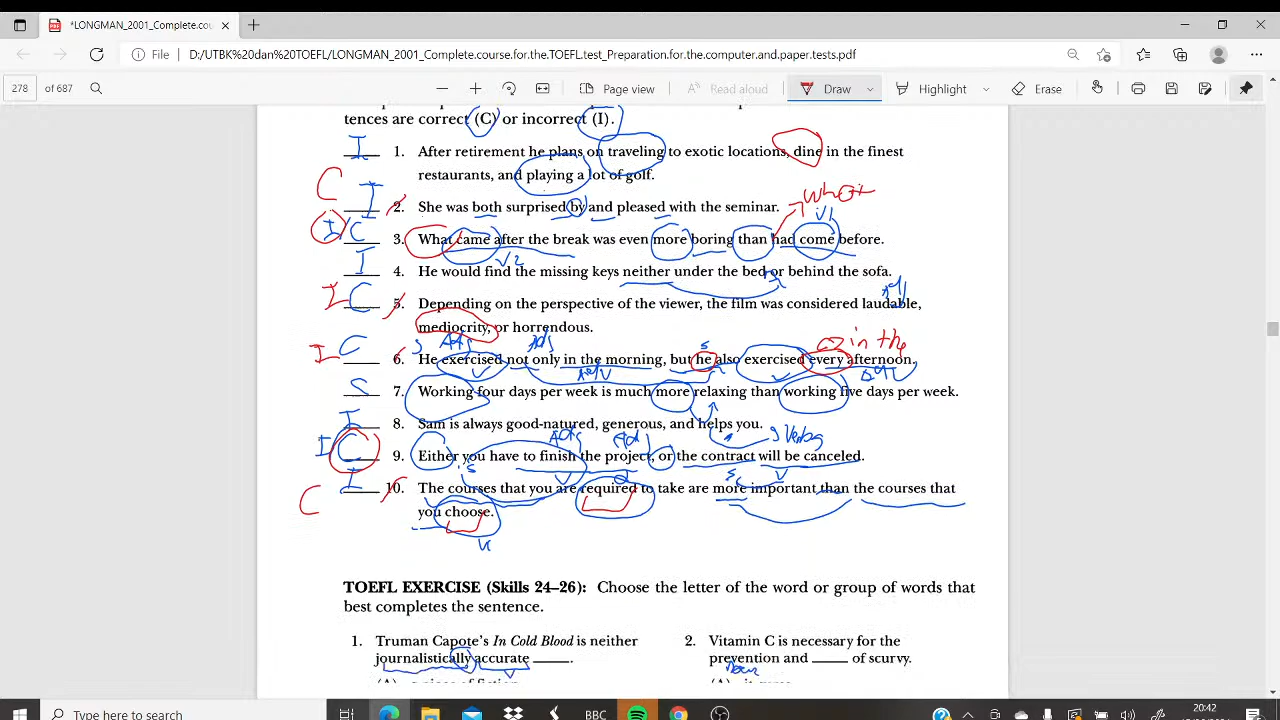 *LONGMAN_2001_Complete.cour
File D:/UTBK%20dan%20TOEFL/LONGMAN_2001_Complete.course.for.the.TOEFL.test_Preparation.for.the.computer.and.paper.tests.pdf
278 of 687 Page view Read aloud Draw Highlight Erase
tences are correct (C) or incorrect (I).
I 1. After retirement he plans on traveling to exotic locations, dine in the finest
restaurants, and playing a lot of golf.
C I 2. She was both surprised by and pleased with the seminar.
what
V1
I/C 3. What came after the break was even more boring than had come before.
V2
I 4. He would find the missing keys neither under the bed or behind the sofa.
I C 5. Depending on the perspective of the viewer, the film was considered laudable,
mediocrity, or horrendous.
in the
I C 6. He exercised not only in the morning, but he also exercised every afternoon.
7. Working four days per week is much more relaxing than working five days per week.
I 8. Sam is always good-natured, generous, and helps you.
I C 9. Either you have to finish the project, or the contract will be canceled.
C I 10. The courses that you are required to take are more important than the courses that
you choose.
TOEFL EXERCISE (Skills 24–26): Choose the letter of the word or group of words that
best completes the sentence.
1. Truman Capote's In Cold Blood is neither
journalistically accurate _____.
2. Vitamin C is necessary for the
prevention and _____ of scurvy.
Type here to search
BBC
20:42